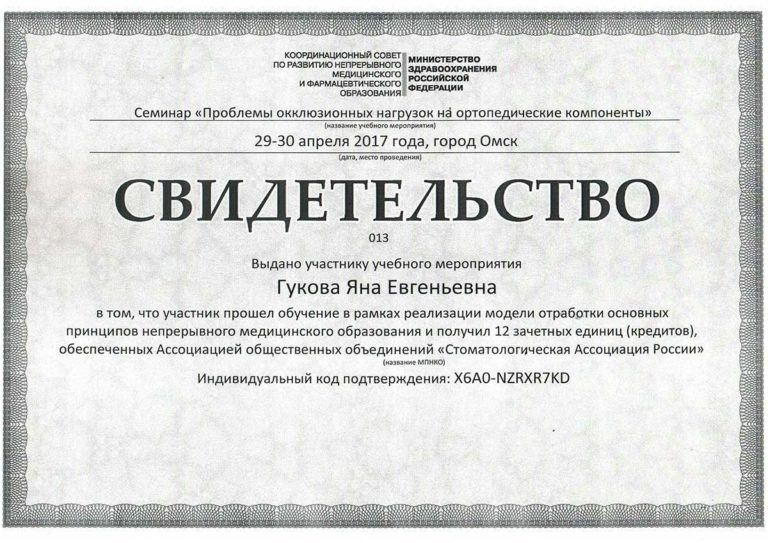 КООРДИНАЦИОННЫЙ СОВЕТ
ПО РАЗВИТИЮ НЕПРЕРЫВНОГО
МЕДИЦИНСКОГО
И ФАРМАЦЕВТИЧЕСКОГО
ОБРАЗОВАНИЯ
МИНИСТЕРСТВО
ЗДРАВООХРАНЕНИЯ
РОССИЙСКОЙ
ФЕДЕРАЦИИ
Семинар «Проблемы окклюзионных нагрузок на ортопедические компоненты»
(название учебного мероприятия)
29-30 апреля 2017 года, город Омск
(дата, место проведения)
СВИДЕТЕЛЬСТВО
013
Выдано участнику учебного мероприятия
Гукова Яна Евгеньевна
в том, что участник прошел обучение в рамках реализации модели отработки основных
принципов непрерывного медицинского образования и получил 12 зачетных единиц (кредитов),
обеспеченных Ассоциацией общественных объединений «Стоматологическая Ассоциация России»
(название МПНКО)
Индивидуальный код подтверждения: X6A0-NZRXR7KD